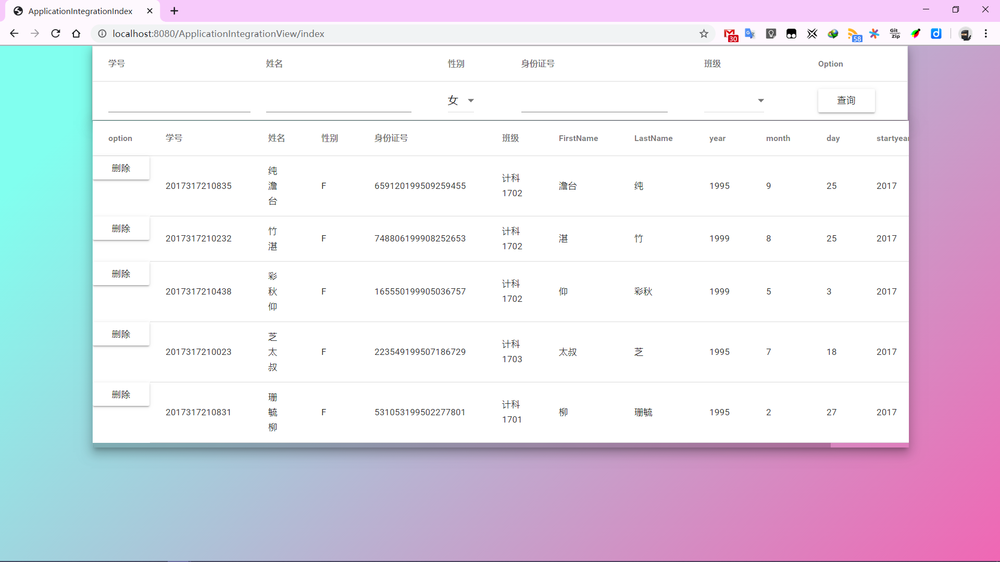 ApplicationIntegrationIndex
localhost:8080/ApplicationIntegrationView/index
30
58
Git
Zip
学号 姓名 性别 身份证号 班级 Option
女 查询
option 学号 姓名 性别 身份证号 班级 FirstName LastName year month day startyear
删除
2017317210835 纯澹台 F 659120199509259455 计科1702 澹台 纯 1995 9 25 2017
删除
2017317210232 竹湛 F 748806199908252653 计科1702 湛 竹 1999 8 25 2017
删除
2017317210438 彩秋仰 F 165550199905036757 计科1702 仰 彩秋 1999 5 3 2017
删除
2017317210023 芝太叔 F 223549199507186729 计科1703 太叔 芝 1995 7 18 2017
删除
2017317210831 珊毓柳 F 531053199502277801 计科1701 柳 珊毓 1995 2 27 2017